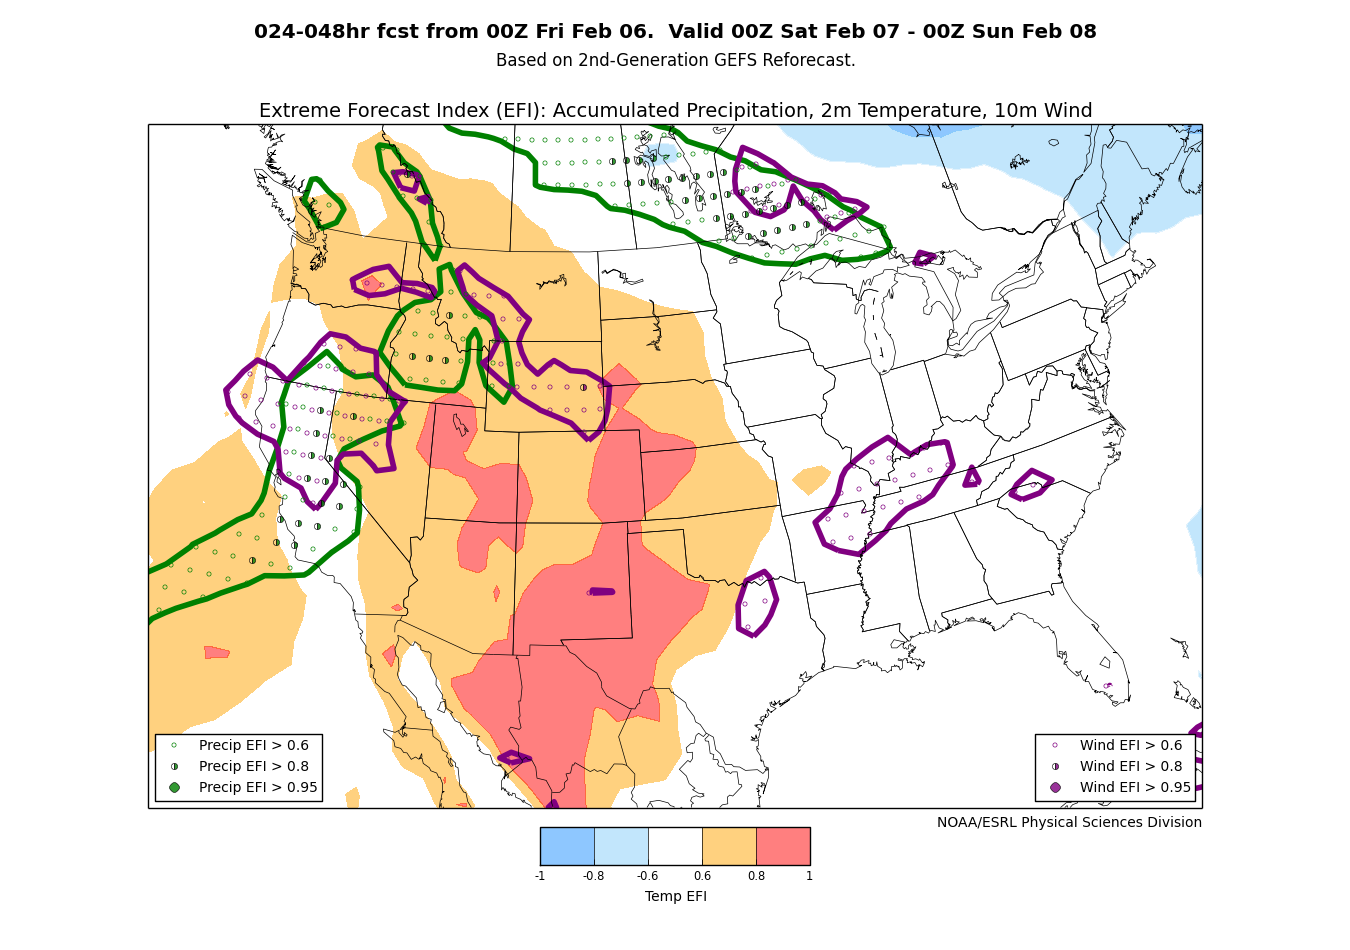 024-048hr fcst from 00Z Fri Feb 06.  Valid 00Z Sat Feb 07 - 00Z Sun Feb 08
Based on 2nd-Generation GEFS Reforecast.
Extreme Forecast Index (EFI): Accumulated Precipitation, 2m Temperature, 10m Wind
Precip EFI > 0.6
Precip EFI > 0.8
Precip EFI > 0.95
Wind EFI > 0.6
Wind EFI > 0.8
Wind EFI > 0.95
NOAA/ESRL Physical Sciences Division
-1 -0.8 -0.6 0.6 0.8 1
Temp EFI